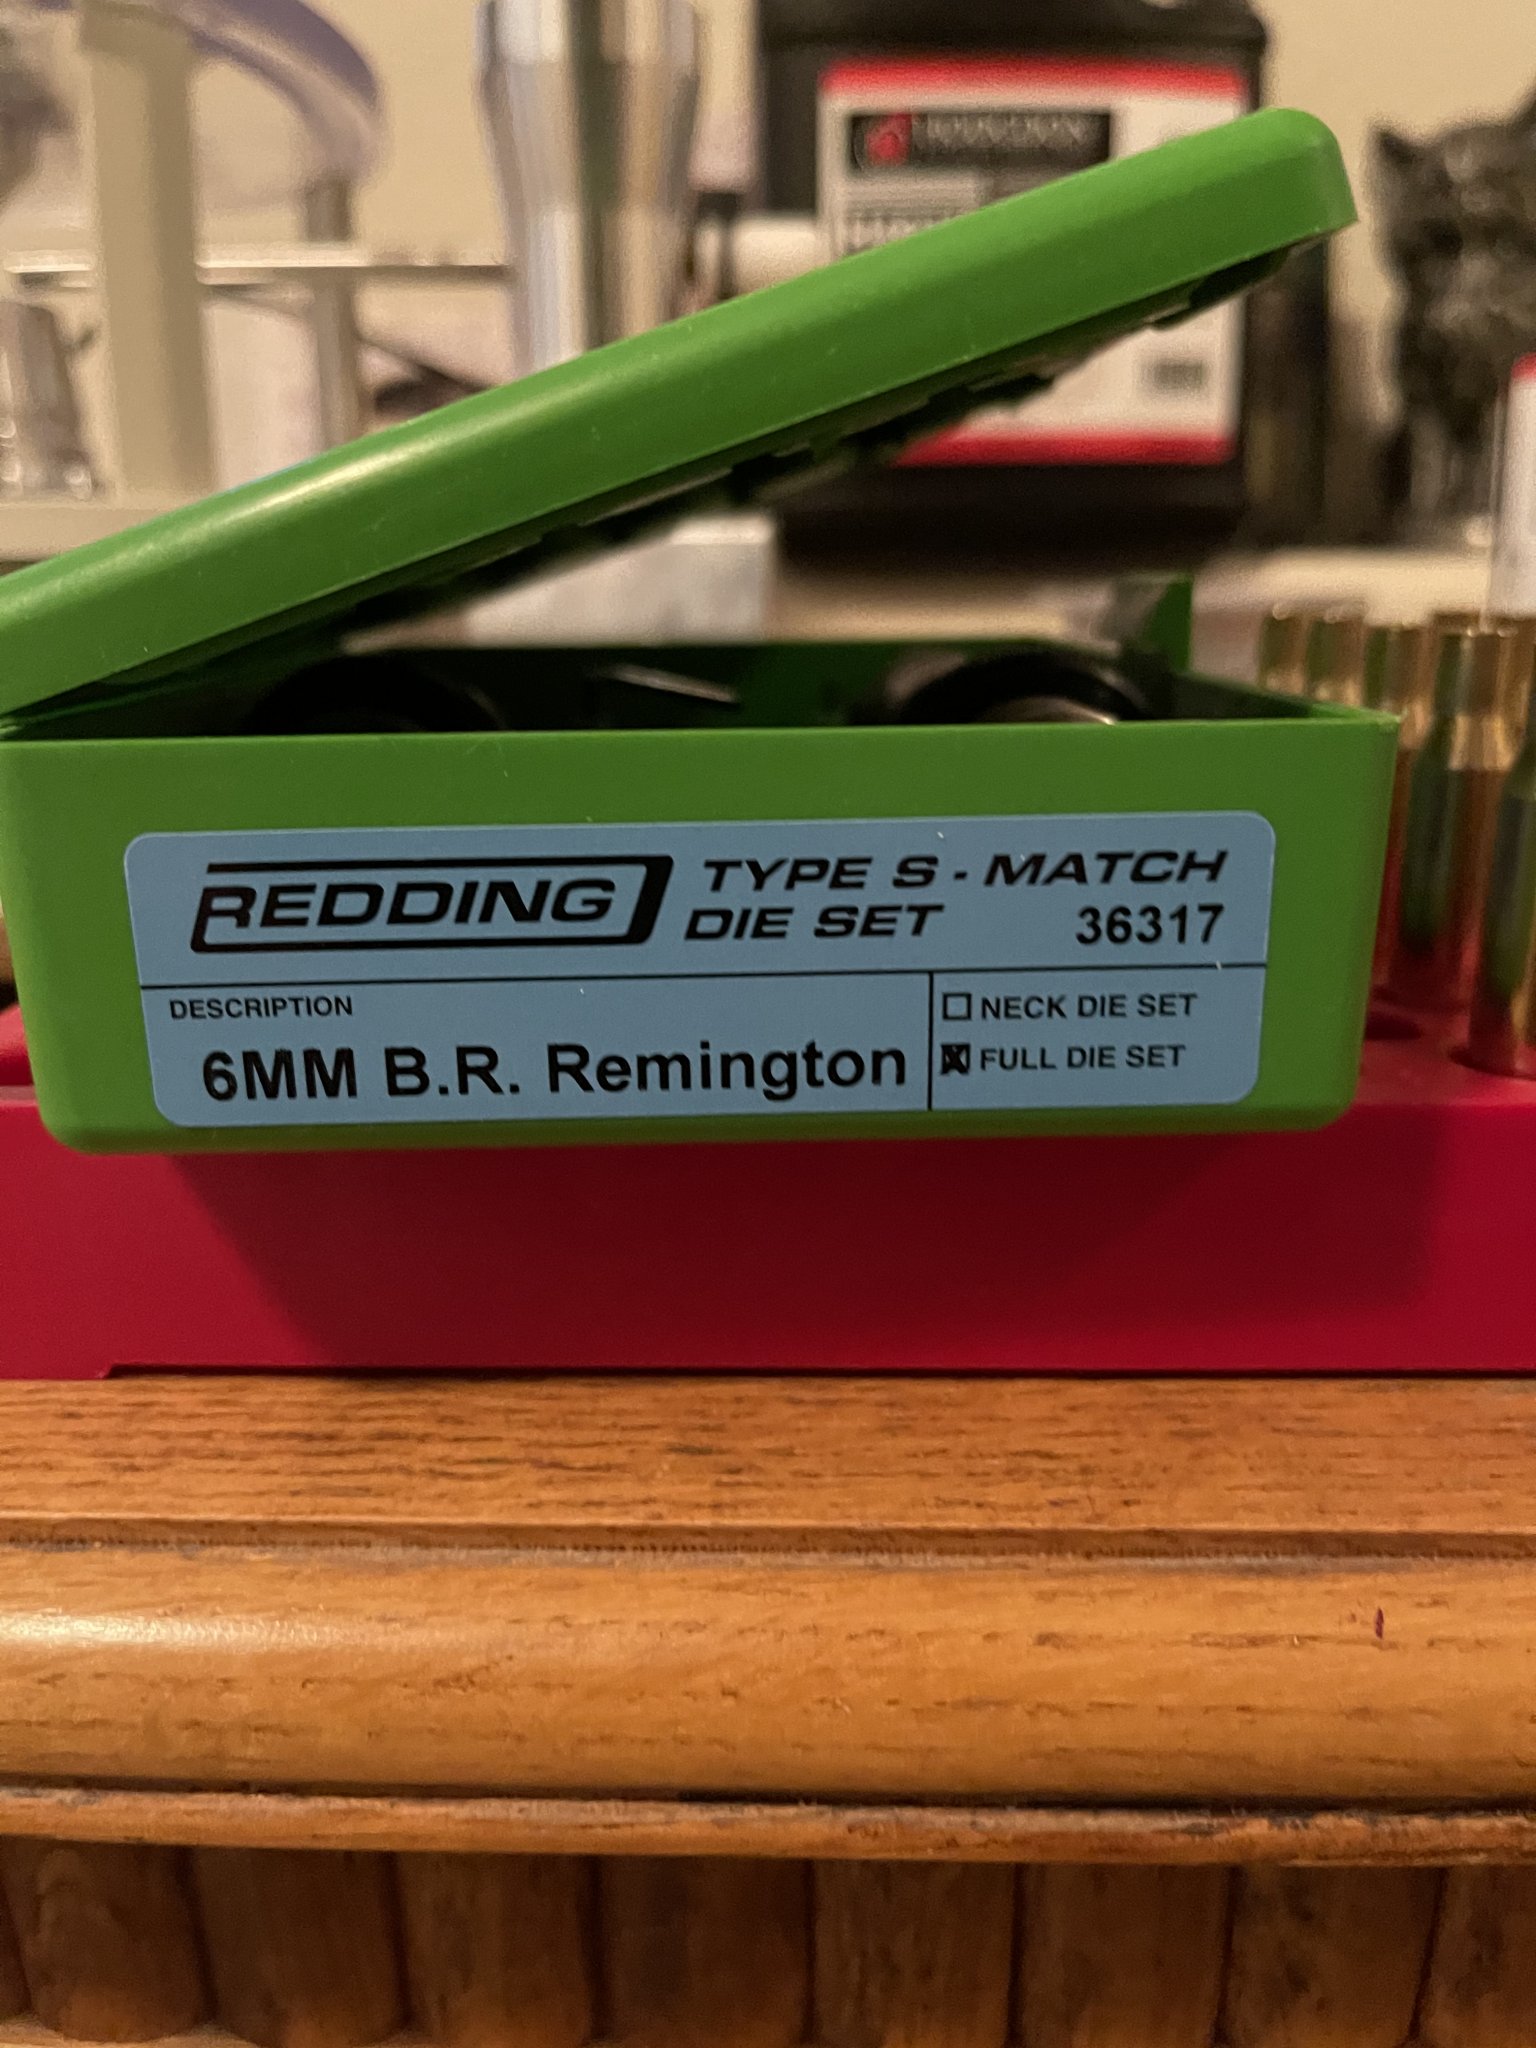 REDDING TYPE S - MATCH
DIE SET 36317
DESCRIPTION
6MM B.R. Remington
☐ NECK DIE SET
☒ FULL DIE SET